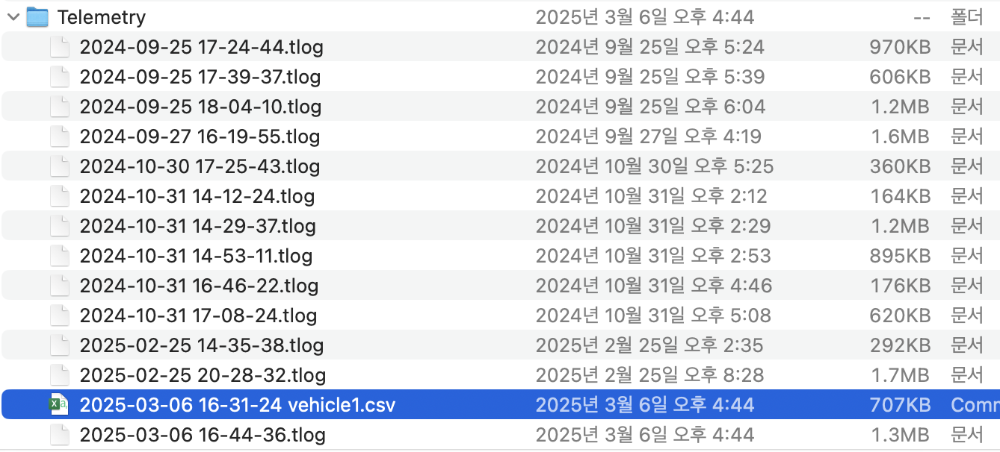 Telemetry 2025년 3월 6일 오후 4:44 -- 폴더
2024-09-25 17-24-44.tlog 2024년 9월 25일 오후 5:24 970KB 문서
2024-09-25 17-39-37.tlog 2024년 9월 25일 오후 5:39 606KB 문서
2024-09-25 18-04-10.tlog 2024년 9월 25일 오후 6:04 1.2MB 문서
2024-09-27 16-19-55.tlog 2024년 9월 27일 오후 4:19 1.6MB 문서
2024-10-30 17-25-43.tlog 2024년 10월 30일 오후 5:25 360KB 문서
2024-10-31 14-12-24.tlog 2024년 10월 31일 오후 2:12 164KB 문서
2024-10-31 14-29-37.tlog 2024년 10월 31일 오후 2:29 1.2MB 문서
2024-10-31 14-53-11.tlog 2024년 10월 31일 오후 2:53 895KB 문서
2024-10-31 16-46-22.tlog 2024년 10월 31일 오후 4:46 176KB 문서
2024-10-31 17-08-24.tlog 2024년 10월 31일 오후 5:08 620KB 문서
2025-02-25 14-35-38.tlog 2025년 2월 25일 오후 2:35 292KB 문서
2025-02-25 20-28-32.tlog 2025년 2월 25일 오후 8:28 1.7MB 문서
2025-03-06 16-31-24 vehicle1.csv 2025년 3월 6일 오후 4:44 707KB Comm
2025-03-06 16-44-36.tlog 2025년 3월 6일 오후 4:44 1.3MB 문서